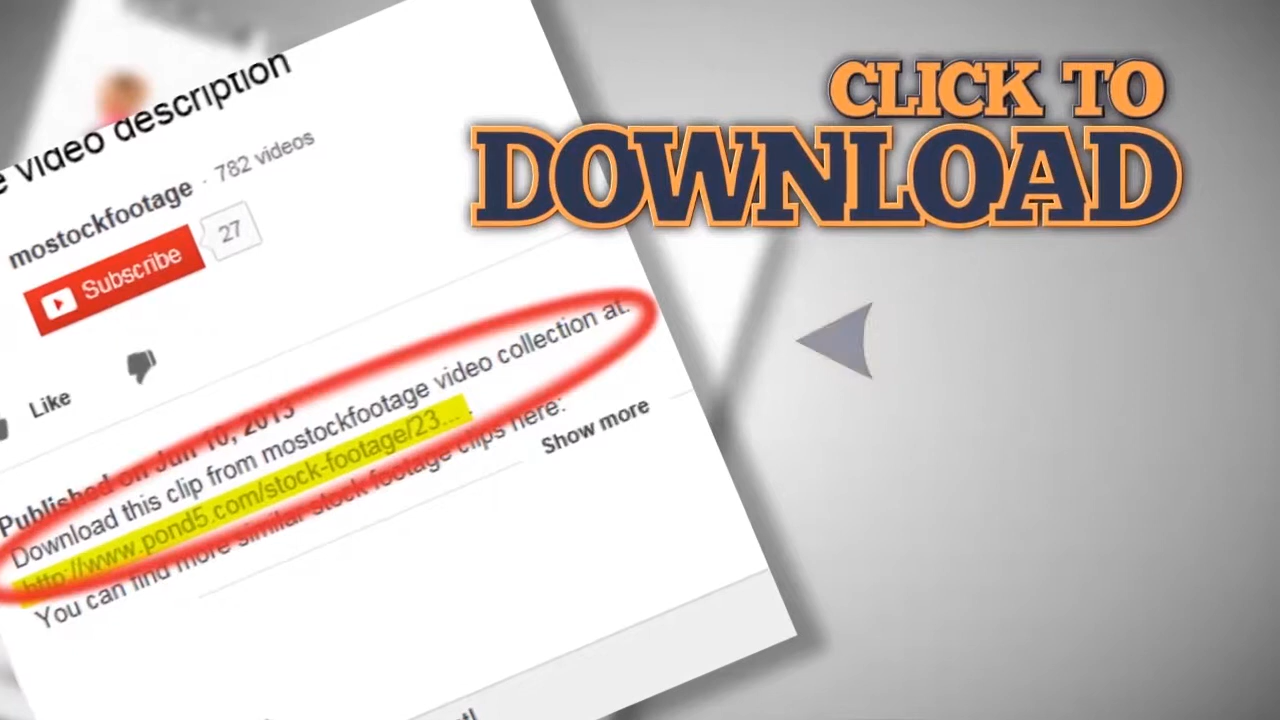 CLICK TO
DOWNLOAD
video description
mostockfootage · 782 videos
Subscribe
27
Like
Published on Jun 10, 2013
Download this clip from mostockfootage video collection at:
http://www.pond5.com/stock-footage/23... .
You can find more similar stock footage clips here:
Show more